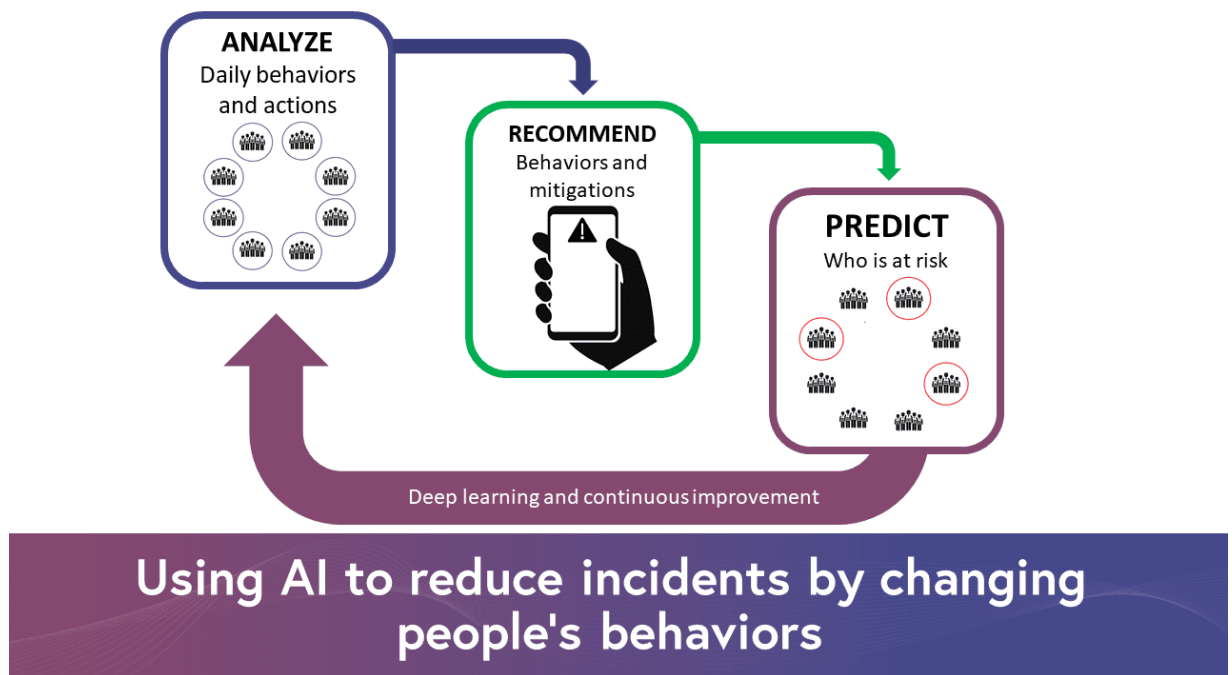 ANALYZE
Daily behaviors
and actions
RECOMMEND
Behaviors and
mitigations
PREDICT
Who is at risk
Deep learning and continuous improvement
Using AI to reduce incidents by changing
people's behaviors